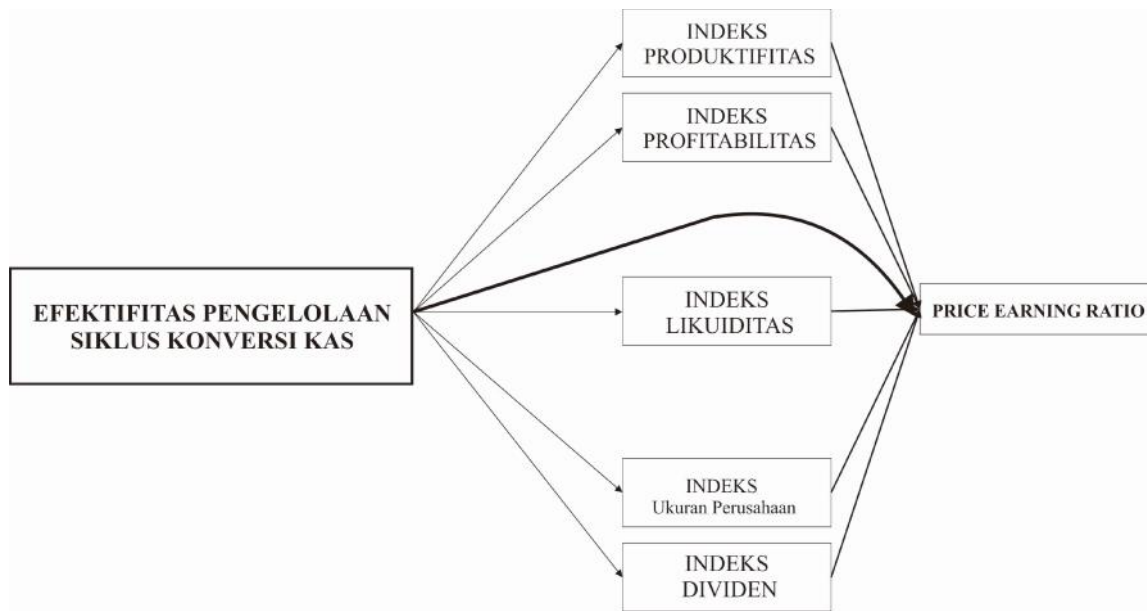 EFEKTIFITAS PENGELOLAAN
SIKLUS KONVERSI KAS
INDEKS
PRODUKTIFITAS
INDEKS
PROFITABILITAS
INDEKS
LIKUIDITAS
INDEKS
Ukuran Perusahaan
INDEKS
DIVIDEN
PRICE EARNING RATIO